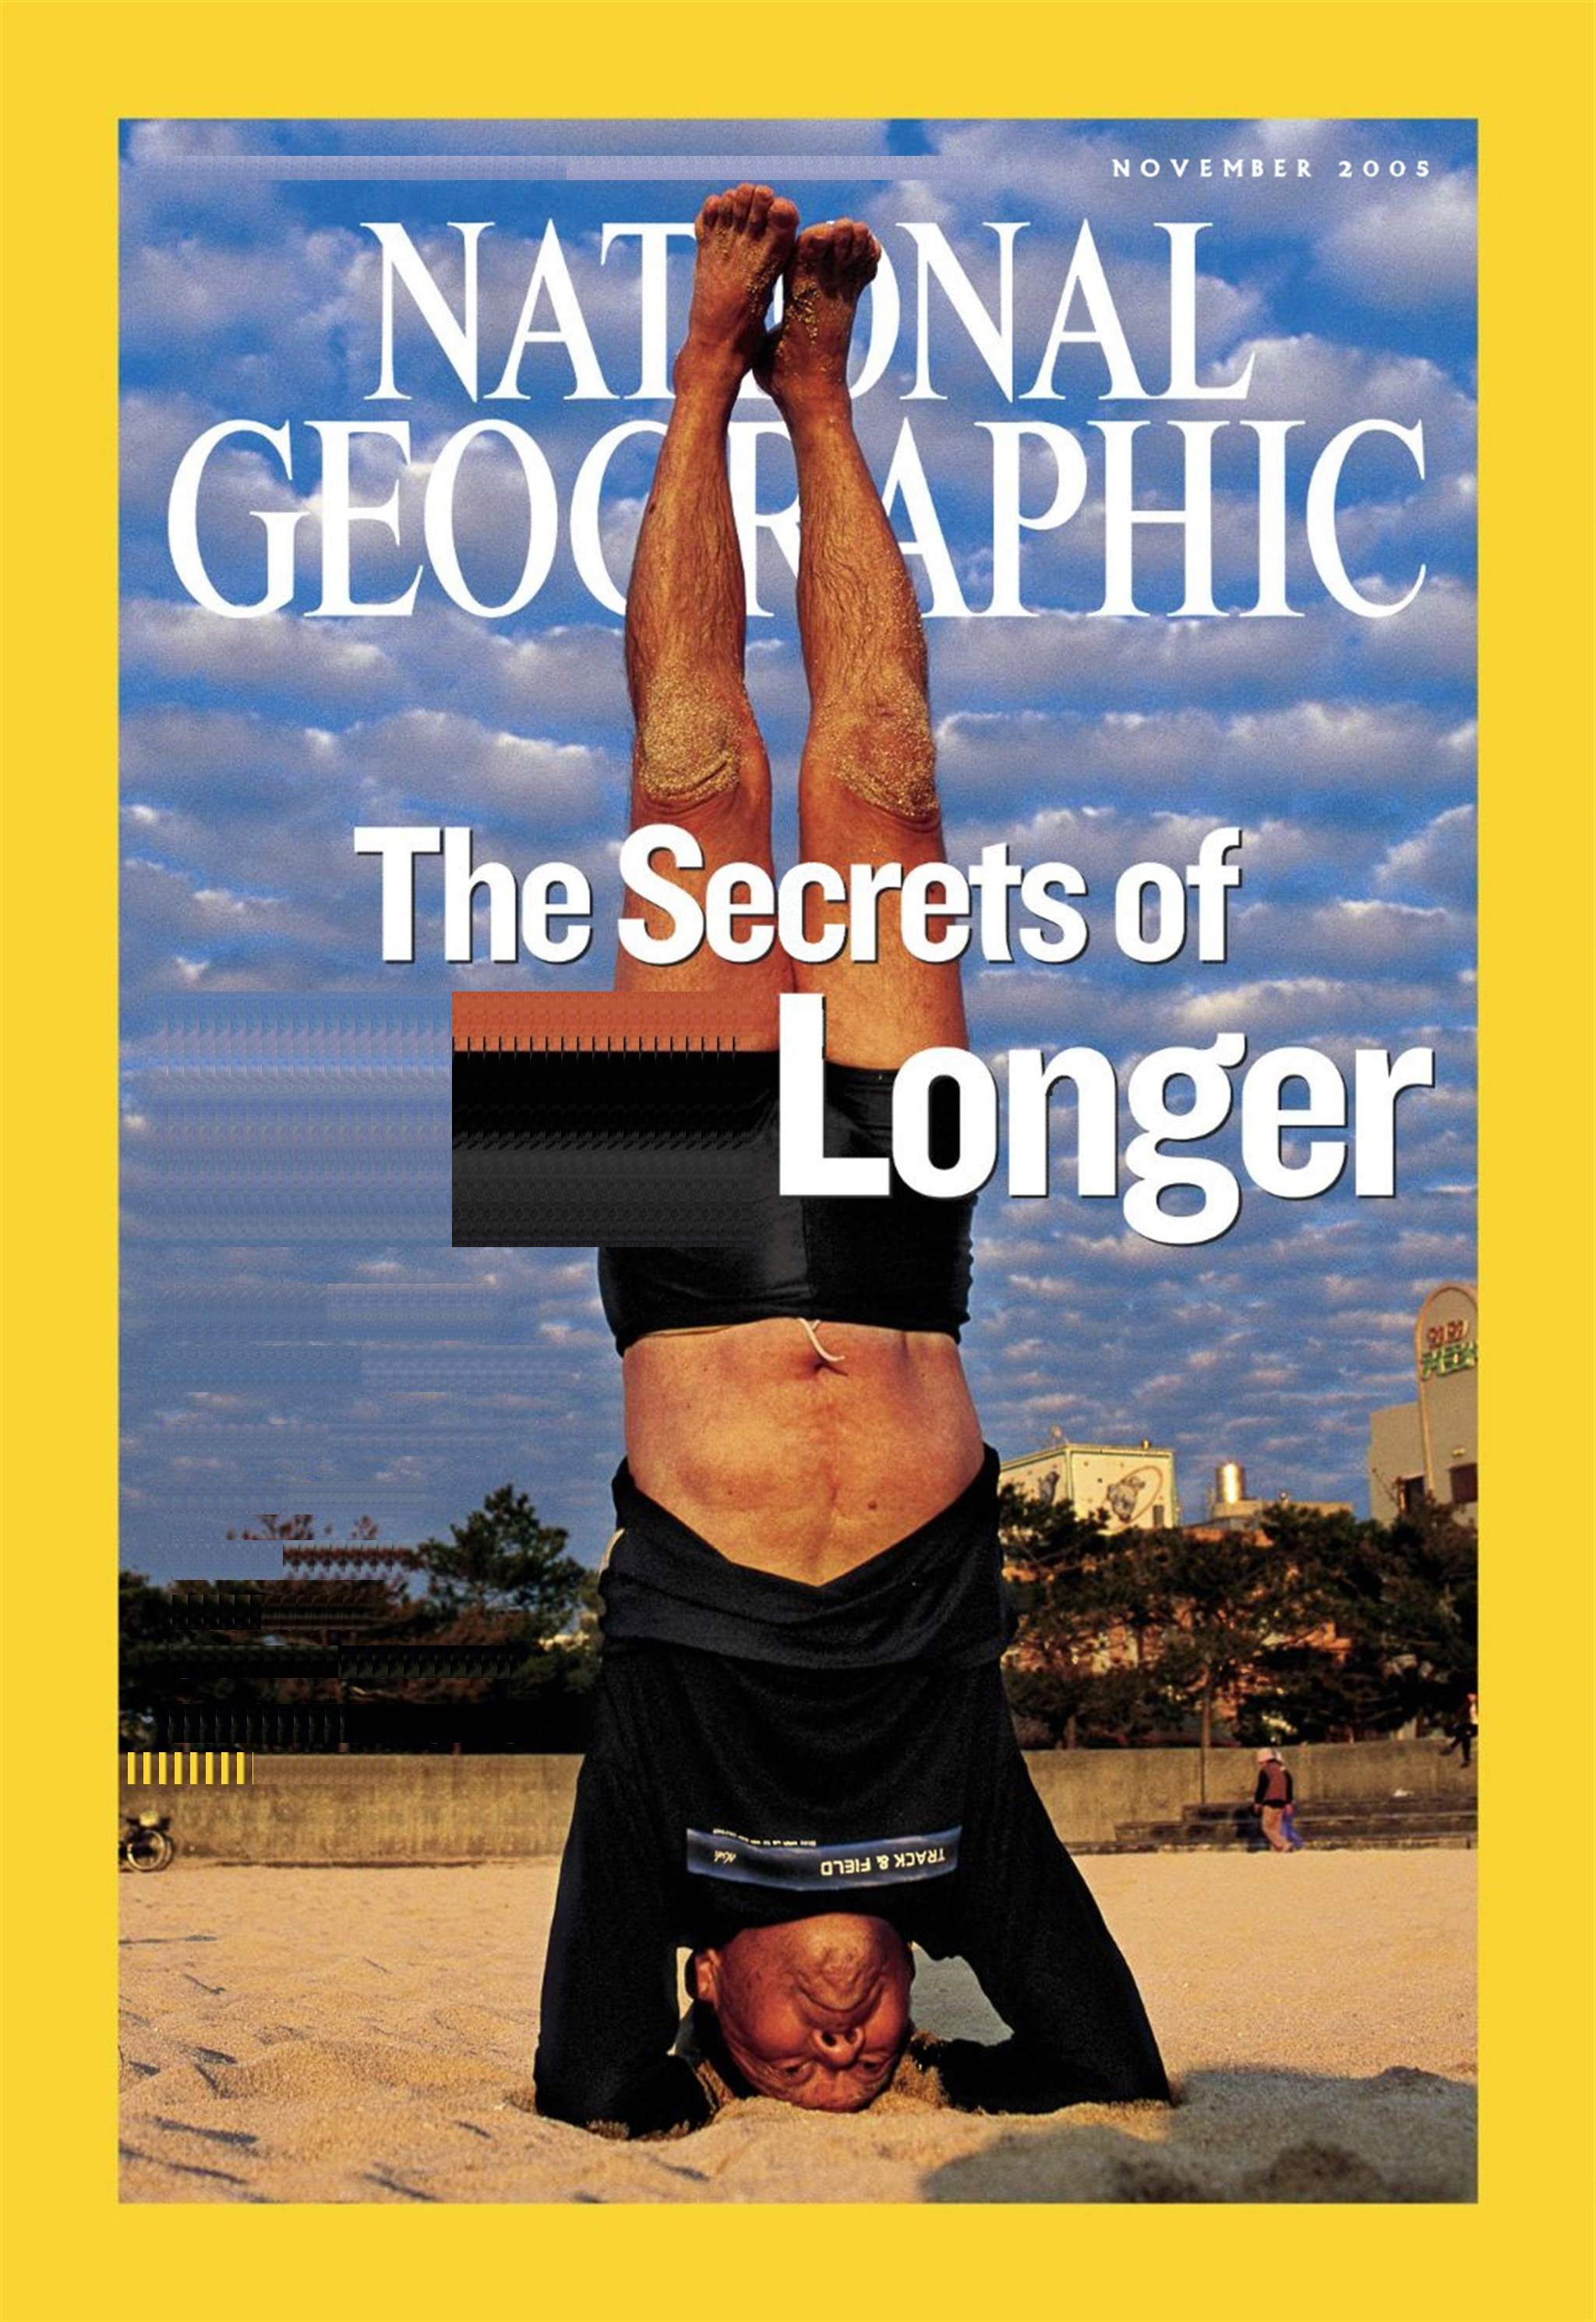 NOVEMBER 2005
NATIONAL
GEOGRAPHIC
The Secrets of
Longer
TRACK & FIELD